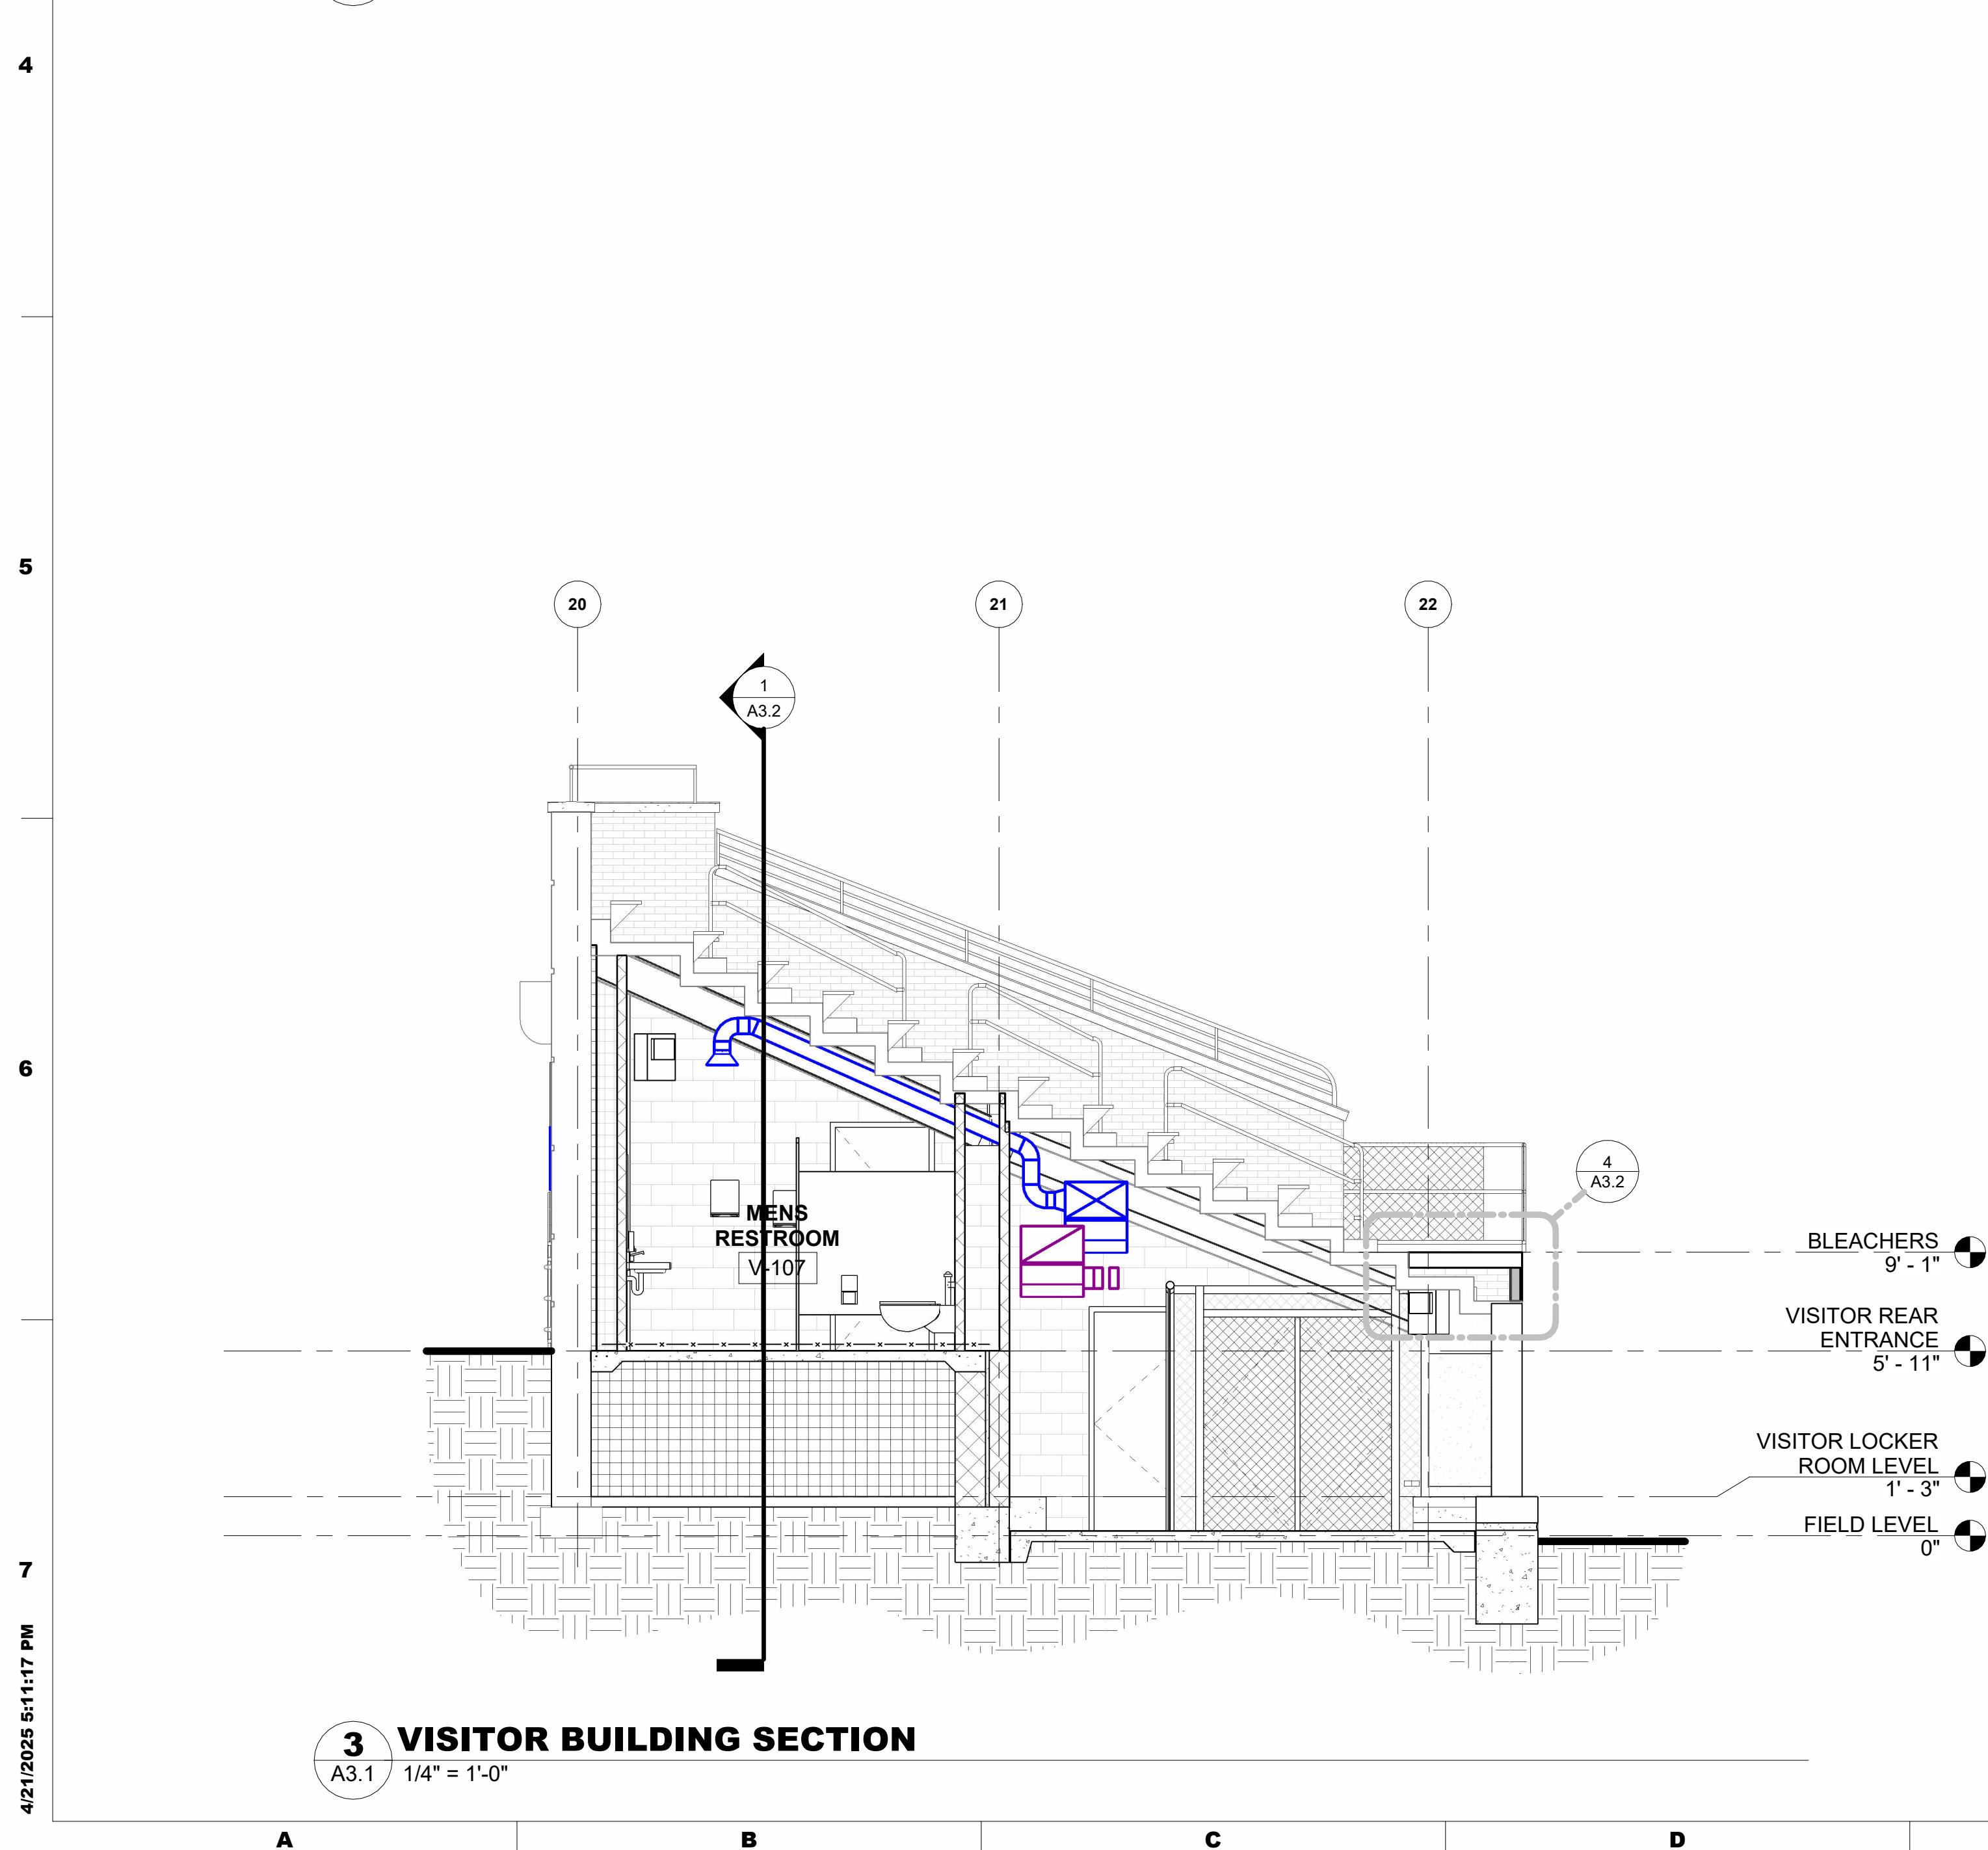 4
5
6
7
20
21
22
1
A3.2
4
A3.2
MENS
RESTROOM
V-107
BLEACHERS
9' - 1"
VISITOR REAR
ENTRANCE
5' - 11"
VISITOR LOCKER
ROOM LEVEL
1' - 3"
FIELD LEVEL
0"
4/21/2025 5:11:17 PM
3
VISITOR BUILDING SECTION
A3.1
1/4" = 1'-0"
A
B
C
D